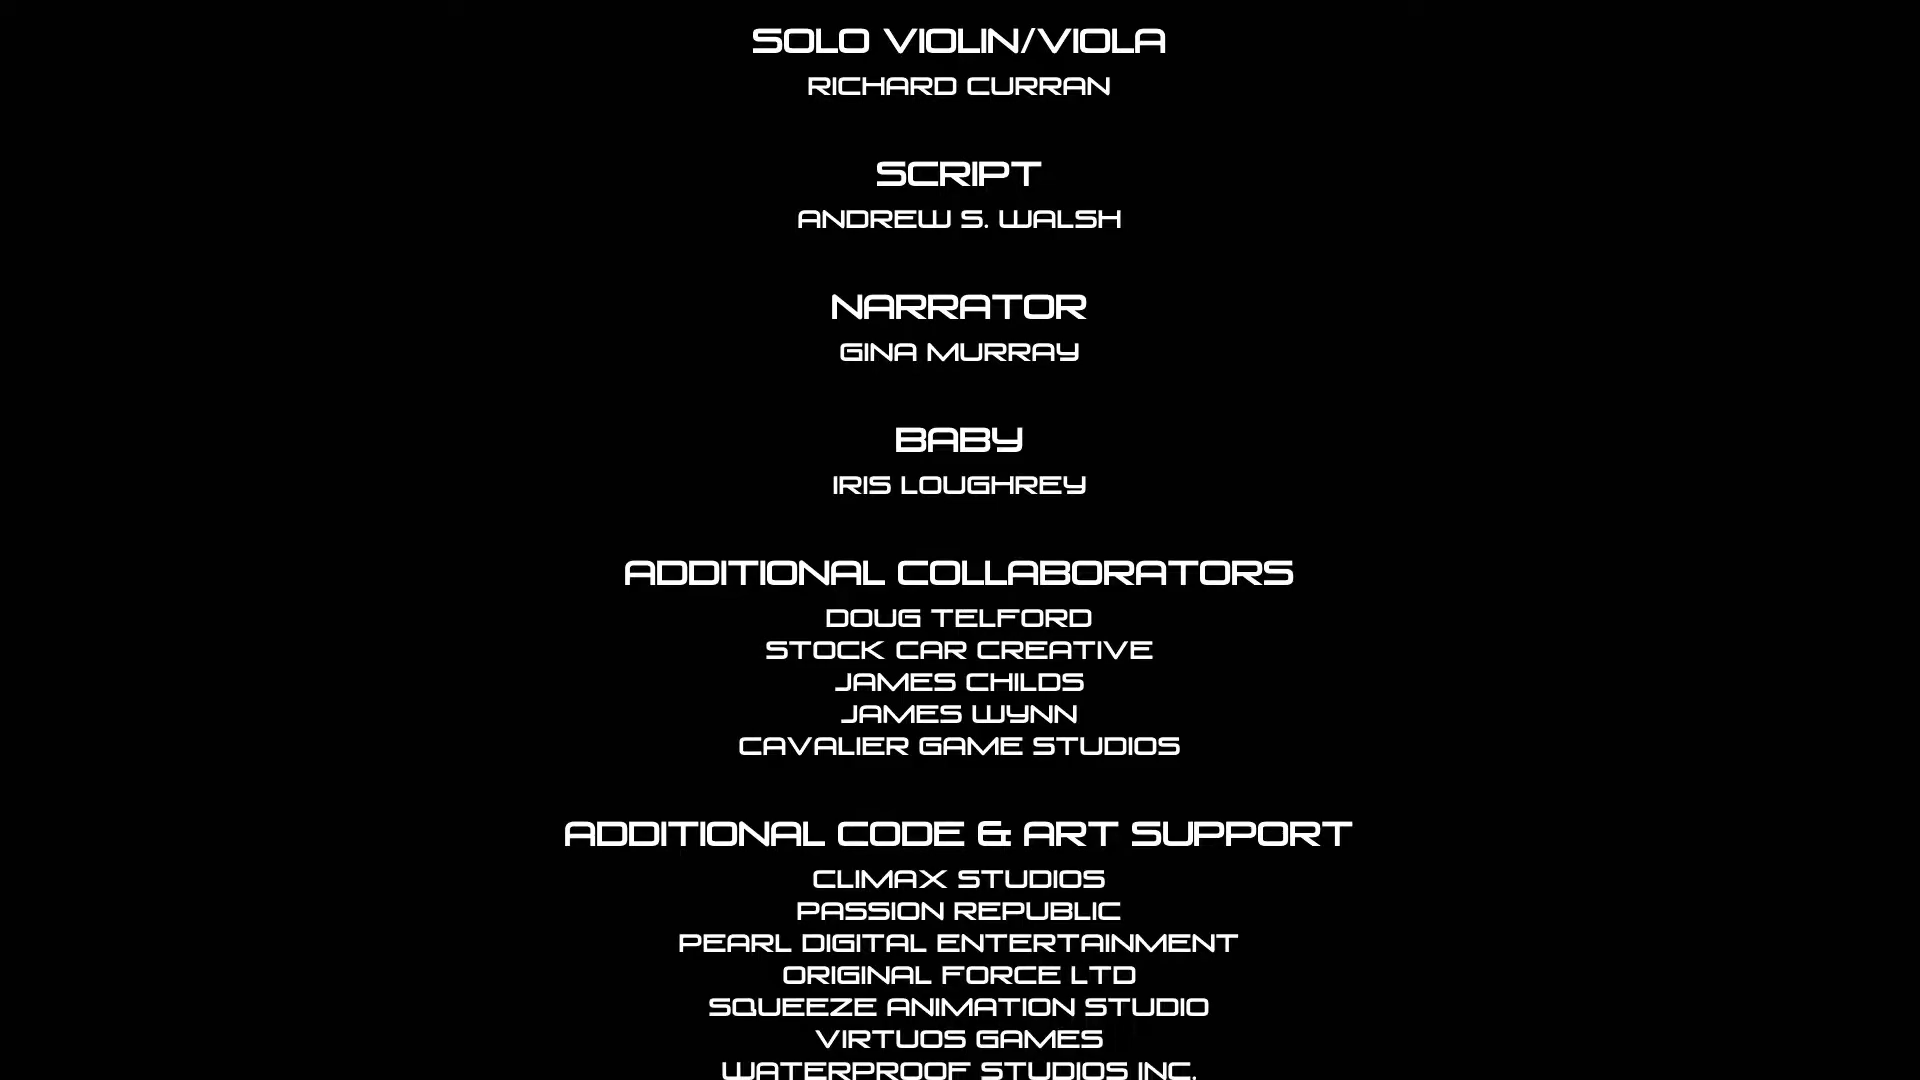 SOLO VIOLIN/VIOLA
RICHARD CURRAN
SCRIPT
ANDREW S. WALSH
NARRATOR
GINA MURRAY
BABY
IRIS LOUGHREY
ADDITIONAL COLLABORATORS
DOUG TELFORD
STOCK CAR CREATIVE
JAMES CHILDS
JAMES WYNN
CAVALIER GAME STUDIOS
ADDITIONAL CODE & ART SUPPORT
CLIMAX STUDIOS
PASSION REPUBLIC
PEARL DIGITAL ENTERTAINMENT
ORIGINAL FORCE LTD
SQUEEZE ANIMATION STUDIO
VIRTUOS GAMES
WATERPROOF STUDIOS INC.